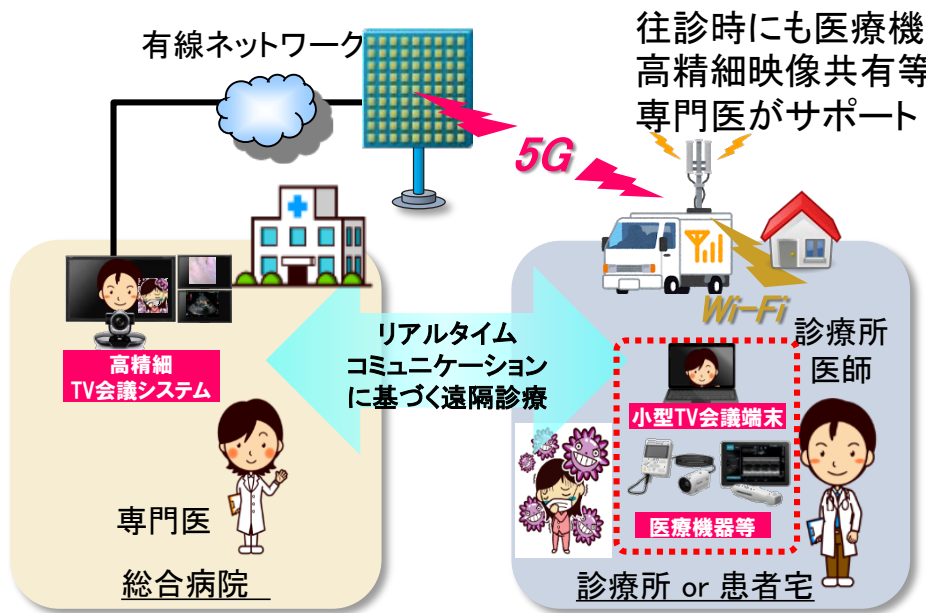 有線ネットワーク
往診時にも医療機
高精細映像共有等
専門医がサポート
5G
Wi-Fi
リアルタイム
コミュニケーション
に基づく遠隔診療
高精細
TV会議システム
診療所
医師
小型TV会議端末
医療機器等
専門医
総合病院
診療所 or 患者宅